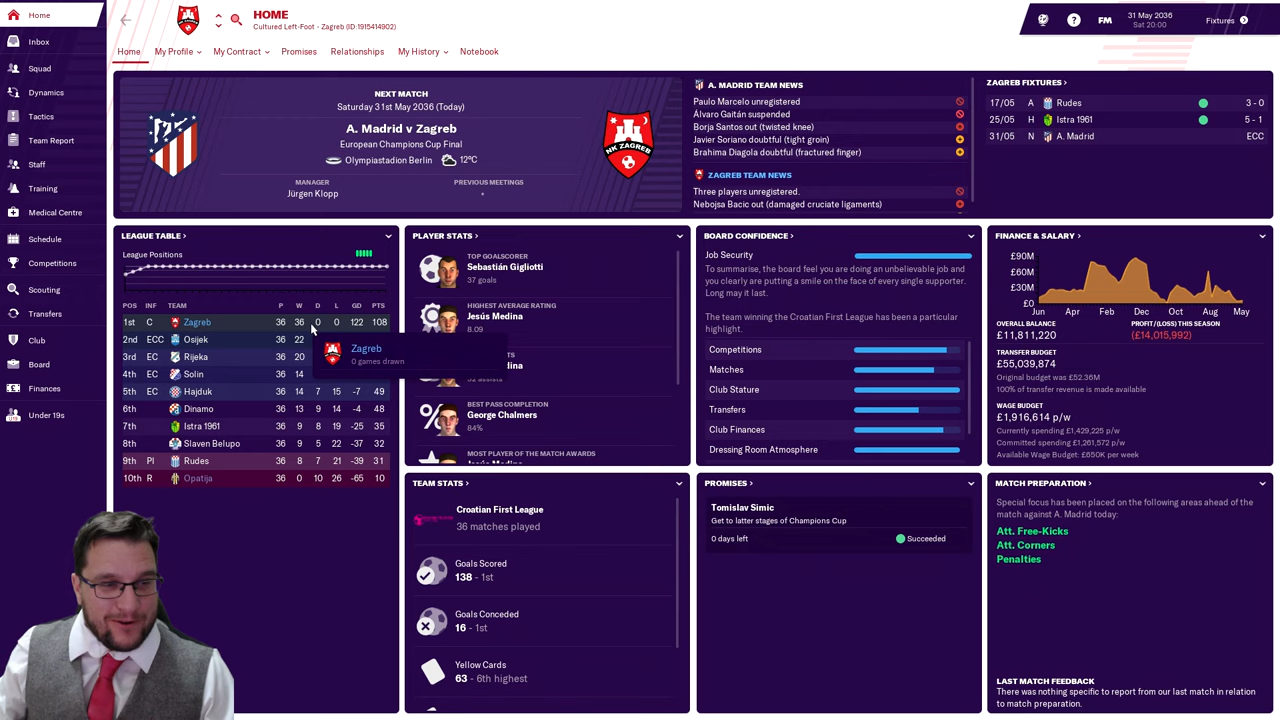 Home
Inbox
Squad
Dynamics
Tactics
Team Report
Staff
Training
Medical Centre
Schedule
Competitions
Scouting
Transfers
Club
Board
Finances
Under 19s
HOME
Cultured Left-Foot - Zagreb (ID:1915414902)
FM
31 May 2036
Sat 20:00
Fixtures
Home
My Profile
My Contract
Promises
Relationships
My History
Notebook
NEXT MATCH
Saturday 31st May 2036 (Today)
A. Madrid v Zagreb
European Champions Cup Final
Olympiastadion Berlin 12°C
MANAGER
Jürgen Klopp
PREVIOUS MEETINGS
-
NK ZAGREB
A. MADRID TEAM NEWS
Paulo Marcelo unregistered
Álvaro Gaitán suspended
Borja Santos out (twisted knee)
Javier Soriano doubtful (tight groin)
Brahima Diagola doubtful (fractured finger)
ZAGREB TEAM NEWS
Three players unregistered.
Nebojsa Bacic out (damaged cruciate ligaments)
ZAGREB FIXTURES
17/05 A Rudes 3 - 0
25/05 H Istra 1961 5 - 1
31/05 N A. Madrid ECC
LEAGUE TABLE
League Positions
POS INF TEAM P W D L GD PTS
1st C Zagreb 36 36 0 0 122 108
2nd ECC Osijek 36 22
3rd EC Rijeka 36 20
4th EC Solin 36 14
5th EC Hajduk 36 14 7 15 -7 49
6th Dinamo 36 13 9 14 -4 48
7th Istra 1961 36 9 8 19 -25 35
8th Slaven Belupo 36 9 5 22 -37 32
9th Pl Rudes 36 8 7 21 -39 31
10th R Opatija 36 0 10 26 -65 10
Zagreb
0 games drawn
PLAYER STATS
TOP GOALSCORER
Sebastián Gigliotti
37 goals
HIGHEST AVERAGE RATING
Jesús Medina
8.09
BEST PASS COMPLETION
George Chalmers
84%
MOST PLAYER OF THE MATCH AWARDS
BOARD CONFIDENCE
Job Security
To summarise, the board feel you are doing an unbelievable job and
you clearly are putting a smile on the face of every single supporter.
Long may it last.
The team winning the Croatian First League has been a particular
highlight.
Competitions
Matches
Club Stature
Transfers
Club Finances
Dressing Room Atmosphere
FINANCE & SALARY
£90M
£60M
£30M
£0
Jun Apr Dec Oct Aug May
OVERALL BALANCE
£11,811,220
PROFIT/(LOSS) THIS SEASON
(£14,015,992)
TRANSFER BUDGET
£55,039,874
Original budget was £52.36M
100% of transfer revenue is made available
WAGE BUDGET
£1,916,614 p/w
Currently spending £1,429,225 p/w
Committed spending £1,261,572 p/w
Available Wage Budget: £650K per week
TEAM STATS
Croatian First League
36 matches played
Goals Scored
138 - 1st
Goals Conceded
16 - 1st
Yellow Cards
63 - 6th highest
PROMISES
Tomislav Simic
Get to latter stages of Champions Cup
0 days left Succeeded
MATCH PREPARATION
Special focus has been placed on the following areas ahead of the
match against A. Madrid today:
Att. Free-Kicks
Att. Corners
Penalties
LAST MATCH FEEDBACK
There was nothing specific to report from our last match in relation
to match preparation.